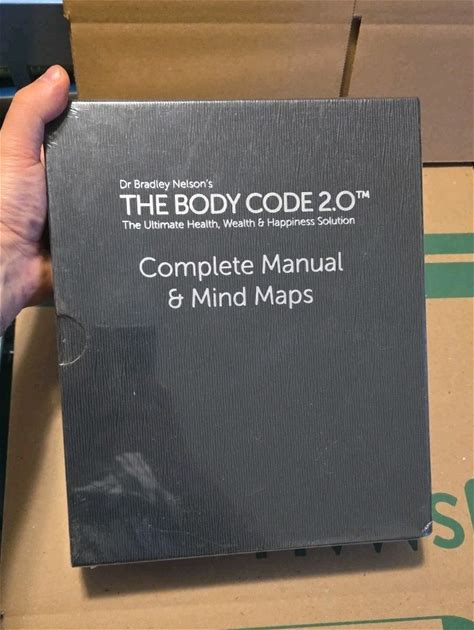 Dr Bradley Nelson's
THE BODY CODE 2.0™
The Ultimate Health, Wealth & Happiness Solution
Complete Manual
& Mind Maps